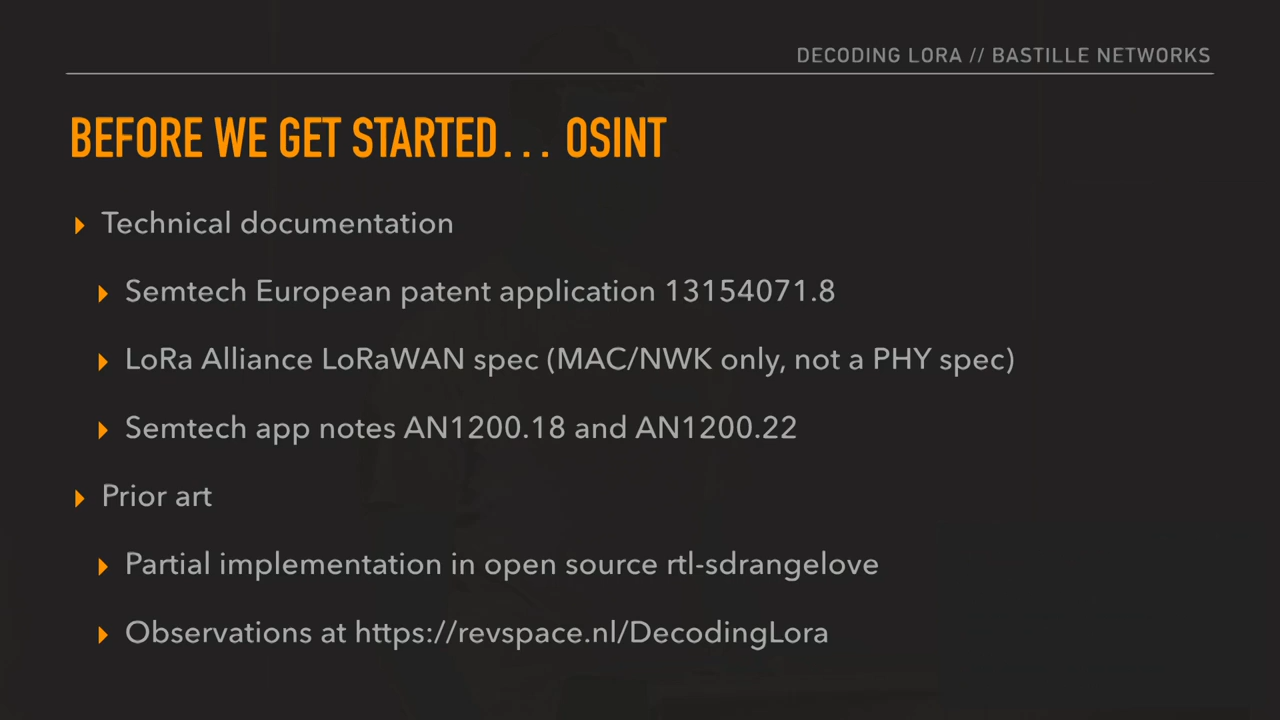 DECODING LORA // BASTILLE NETWORKS
BEFORE WE GET STARTED... OSINT
Technical documentation
Semtech European patent application 13154071.8
LoRa Alliance LoRaWAN spec (MAC/NWK only, not a PHY spec)
Semtech app notes AN1200.18 and AN1200.22
Prior art
Partial implementation in open source rtl-sdrangelove
Observations at https://revspace.nl/DecodingLora